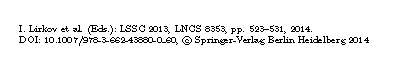 I. Lirkov et al. (Eds.): LSSC 2013, LNCS 8353, pp. 523–531, 2014.
DOI: 10.1007/978-3-662-43880-0_60, © Springer-Verlag Berlin Heidelberg 2014